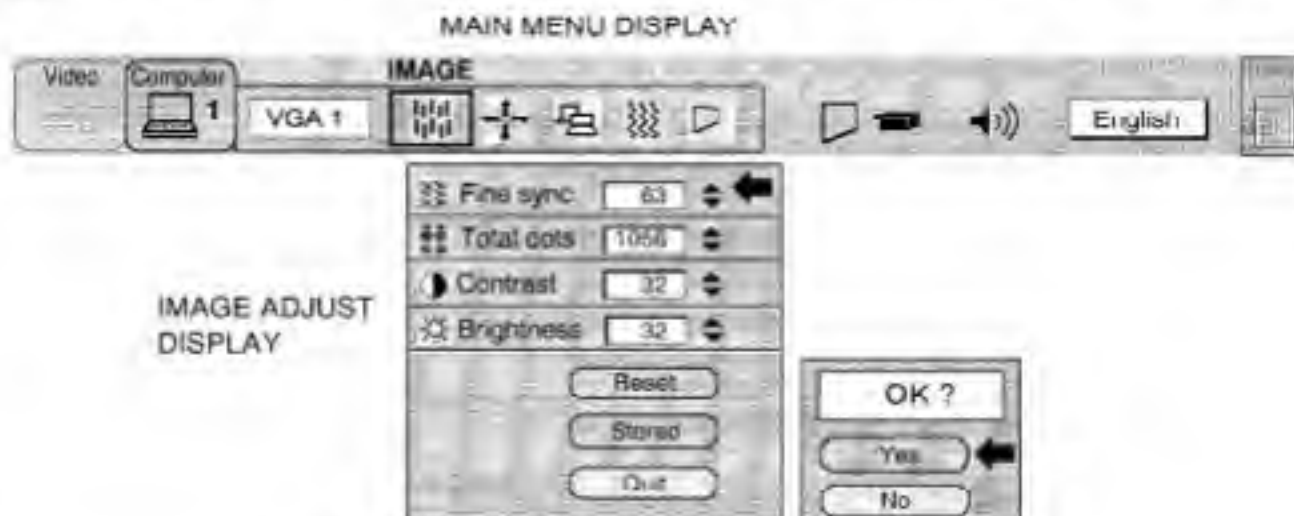 MAIN MENU DISPLAY
Video Computer IMAGE
1 VGA 1 English
Fine sync 63
Total dots 1056
Contrast 32
IMAGE ADJUST
DISPLAY
Brightness 32
Reset
OK ?
Stored
Yes
Quit
No